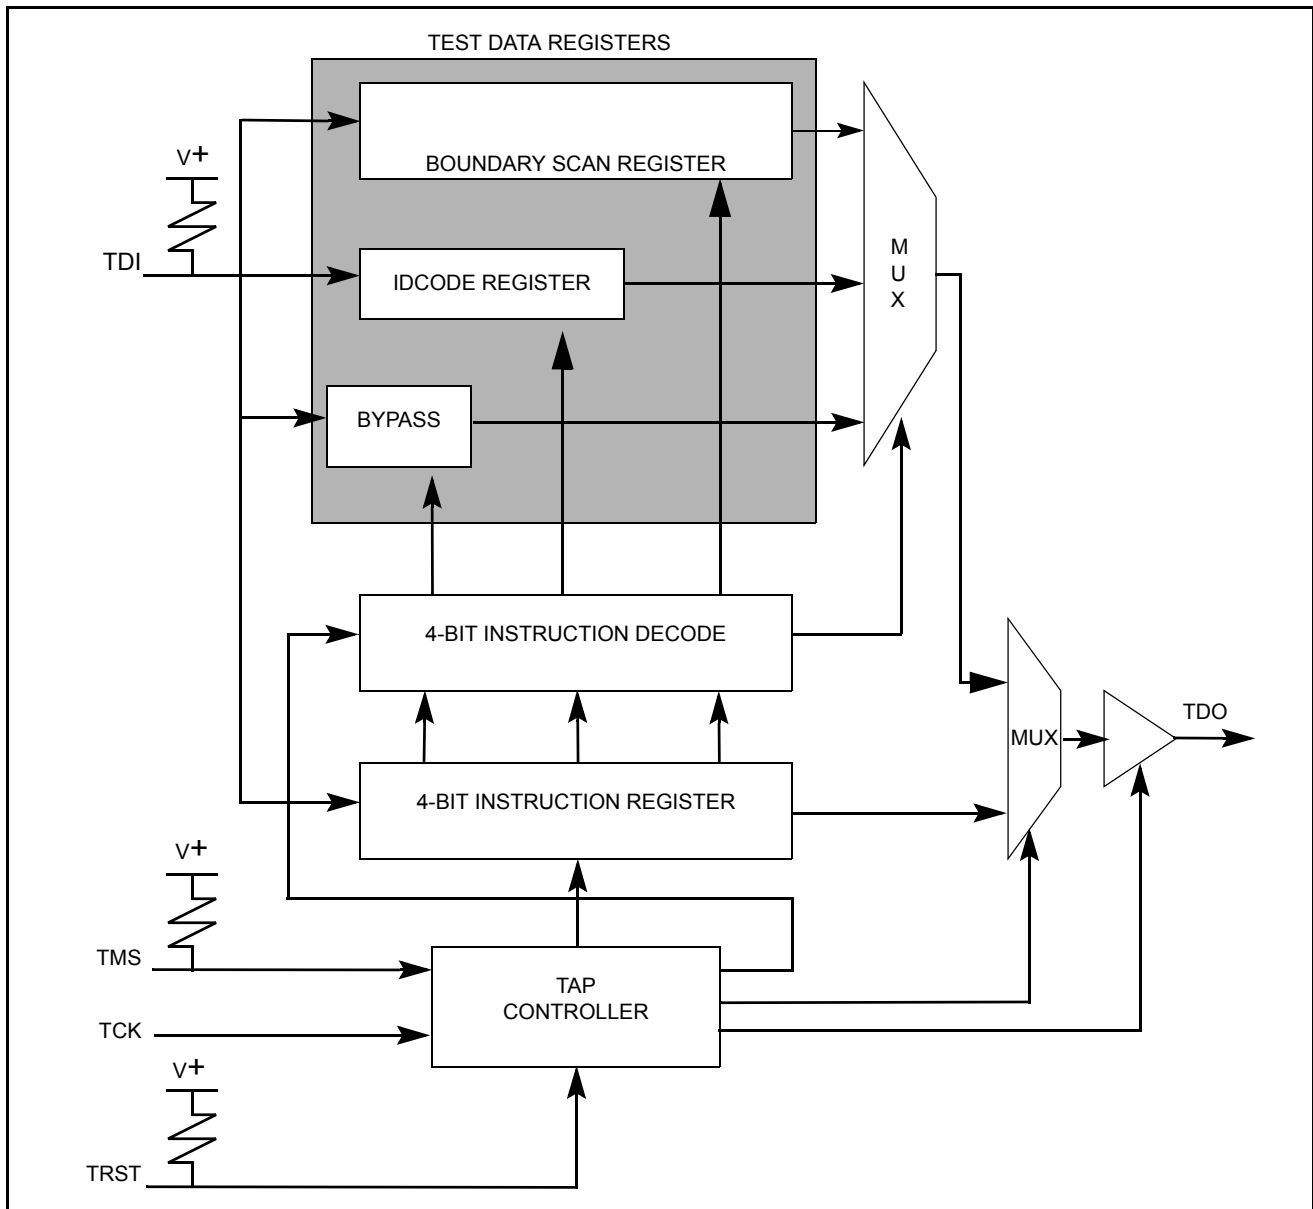 TEST DATA REGISTERS
BOUNDARY SCAN REGISTER
V+
TDI
IDCODE REGISTER
M
U
X
BYPASS
4-BIT INSTRUCTION DECODE
TDO
MUX
4-BIT INSTRUCTION REGISTER
V+
TMS
TAP
CONTROLLER
TCK
V+
TRST